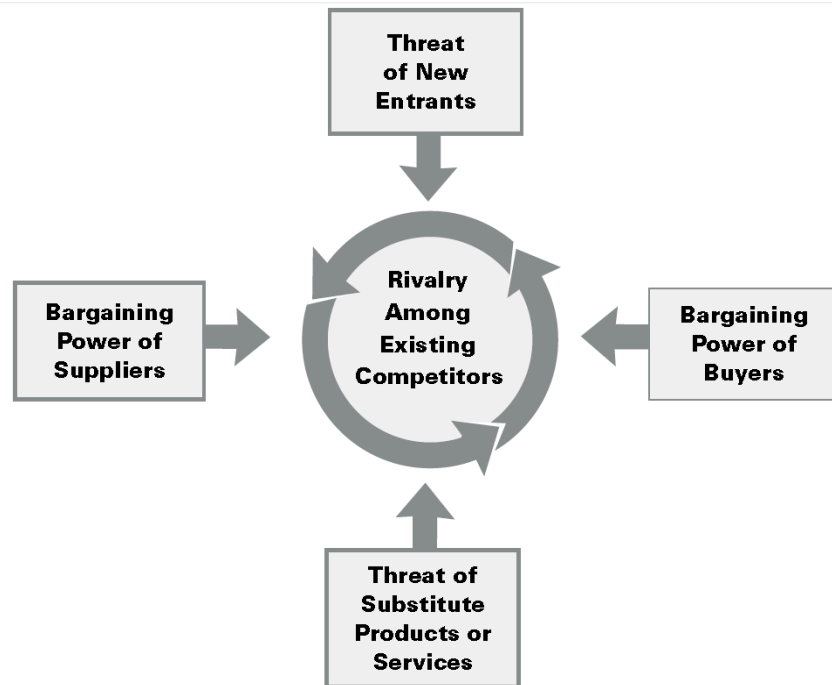 Threat
of New
Entrants
Rivalry
Among
Existing
Competitors
Bargaining
Power of
Suppliers
Bargaining
Power of
Buyers
Threat of
Substitute
Products or
Services